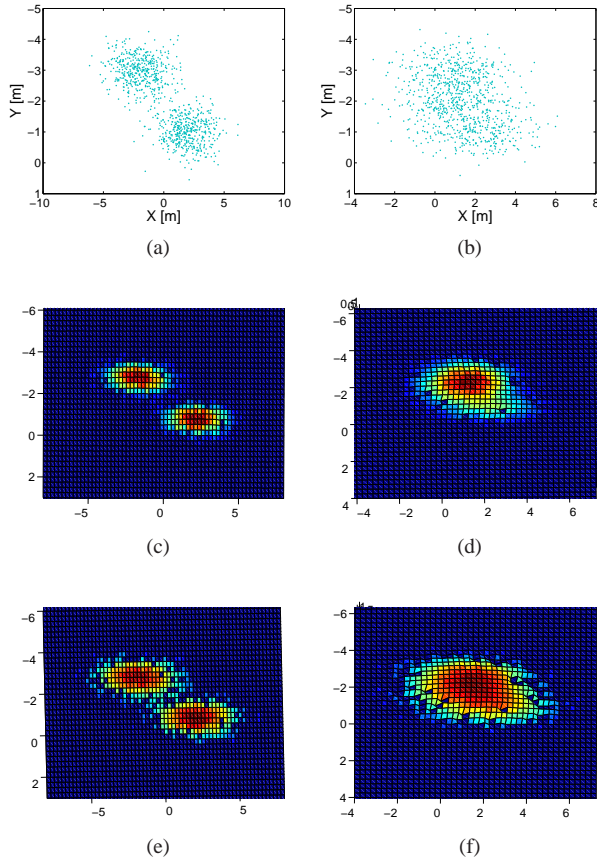 −5 −5
−4 −4
−3 −3
Y [m] Y [m]
−2 −2
−1 −1
0 0
1 1
−10 −5 0 5 10 −4 −2 0 2 4 6 8
X [m] X [m]
(a) (b)
−6 −6
−4 −4
−2 −2
0 0
2 2
4
−5 0 5 −4 −2 0 2 4 6
(c) (d)
−6 −6
−4 −4
−2 −2
0 0
2 2
4
−5 0 5 −4 −2 0 2 4 6
(e) (f)